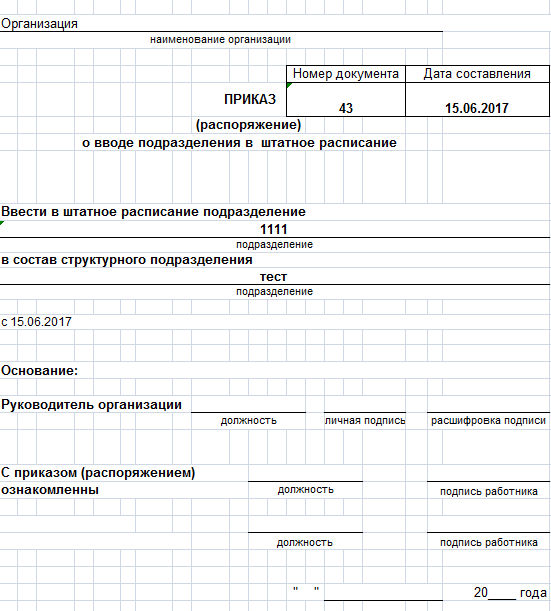 Организация
наименование организации
Номер документа Дата составления
ПРИКАЗ 43 15.06.2017
(распоряжение)
о вводе подразделения в штатное расписание
Ввести в штатное расписание подразделение
1111
подразделение
в состав структурного подразделения
тест
подразделение
с 15.06.2017
Основание:
Руководитель организации
должность личная подпись расшифровка подписи
С приказом (распоряжением)
ознакомленны
должность подпись работника
должность подпись работника
" " 20____ года